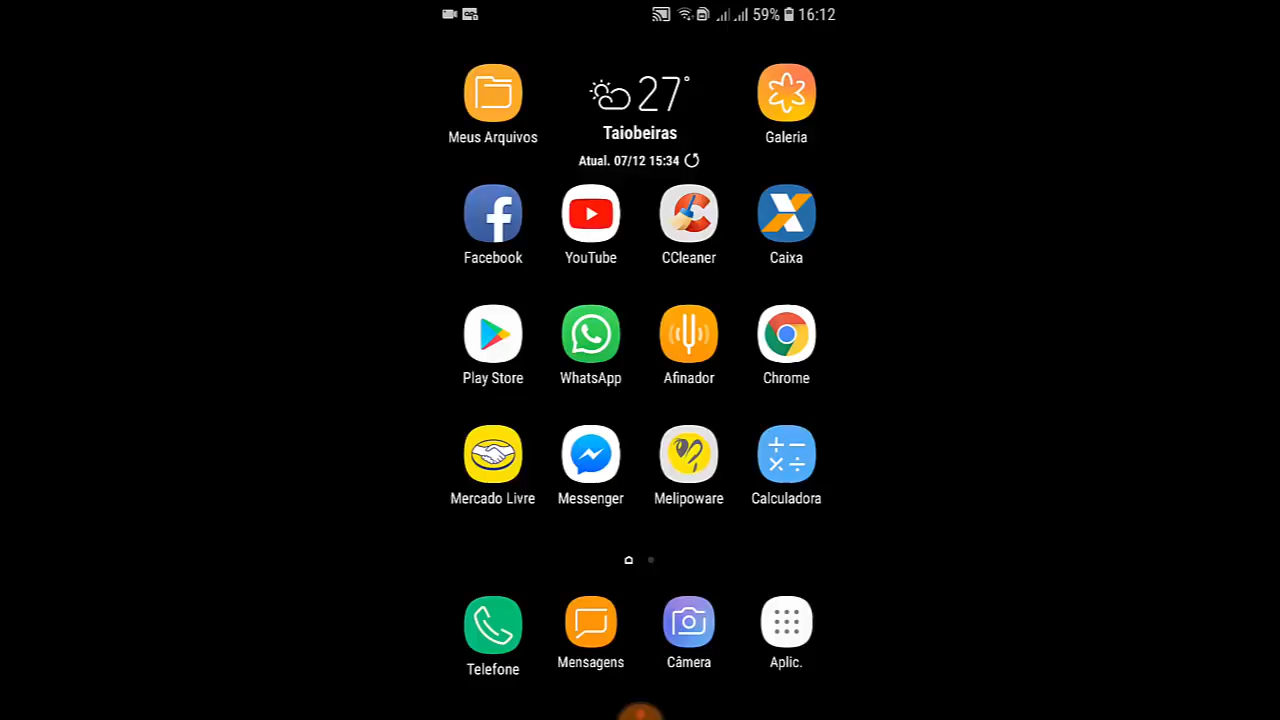 59% 16:12
27°
Taiobeiras
Atual. 07/12 15:34
Meus Arquivos
Galeria
Facebook
YouTube
CCleaner
Caixa
Play Store
WhatsApp
Afinador
Chrome
Mercado Livre
Messenger
Melipoware
Calculadora
Telefone
Mensagens
Câmera
Aplic.